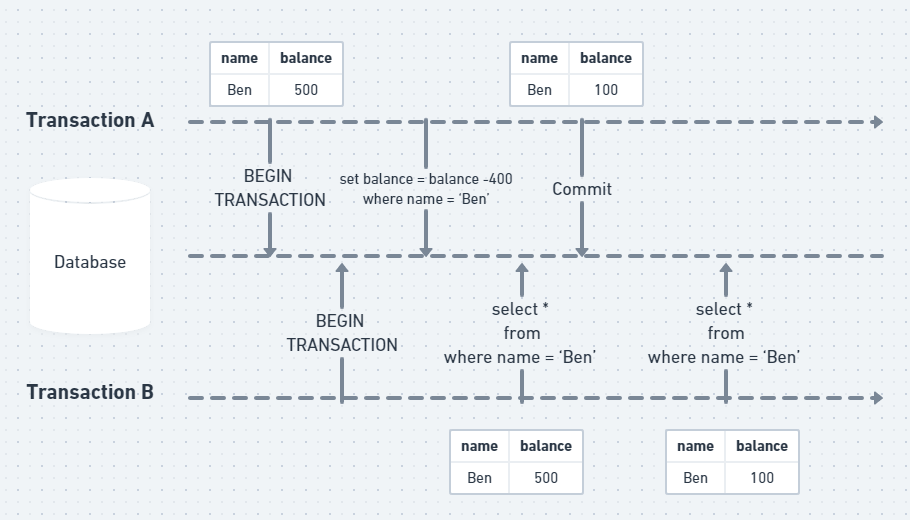 name balance
Ben 500
name balance
Ben 100
Transaction A
BEGIN
TRANSACTION
set balance = balance -400
where name = ‘Ben’
Commit
Database
BEGIN
TRANSACTION
select *
from
where name = ‘Ben’
select *
from
where name = ‘Ben’
Transaction B
name balance
Ben 500
name balance
Ben 100